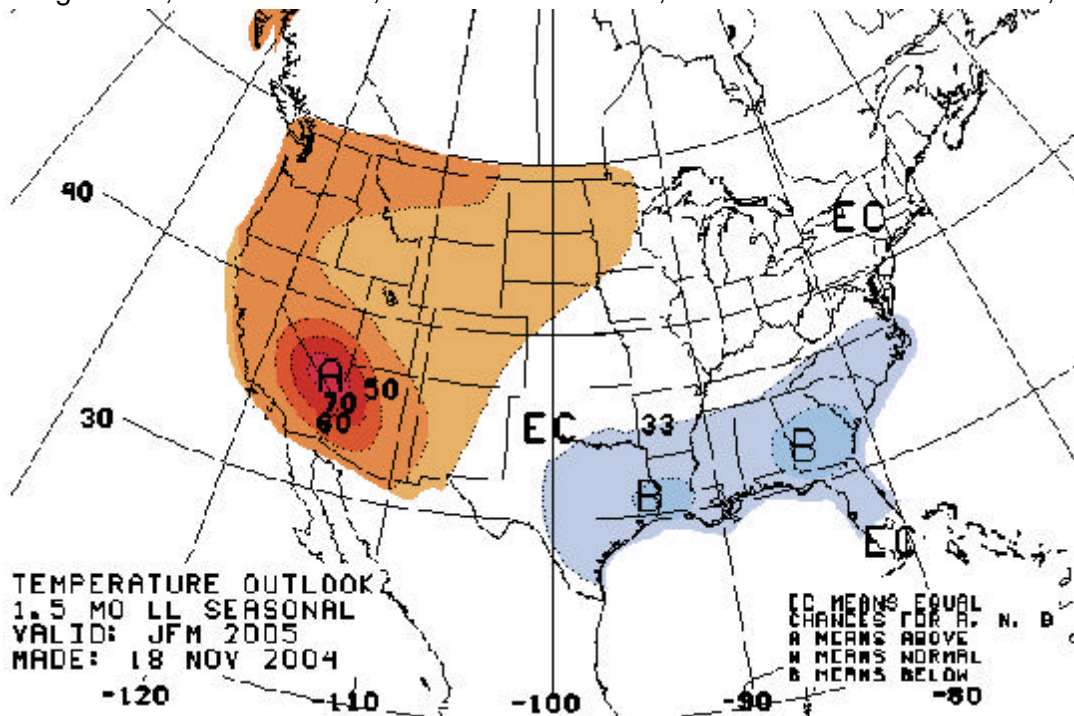 40
EC
A
50
70
60
30
EC
33
B
B
EC
TEMPERATURE OUTLOOK
1.5 MO LL SEASONAL
VALID: JFM 2005
MADE: 18 NOV 2004
EC MEANS EQUAL
CHANCES FOR A, N, B
A MEANS ABOVE
N MEANS NORMAL
B MEANS BELOW
-120
-110
-100
-90
-80